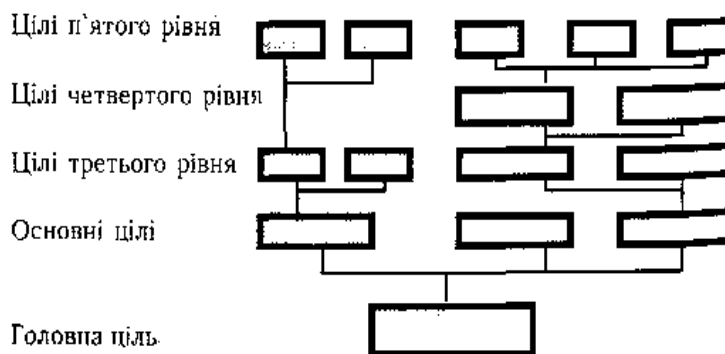 Цілі п`ятого рівня
Цілі четвертого рівня
Цілі третього рівня
Основні цілі
Головна ціль